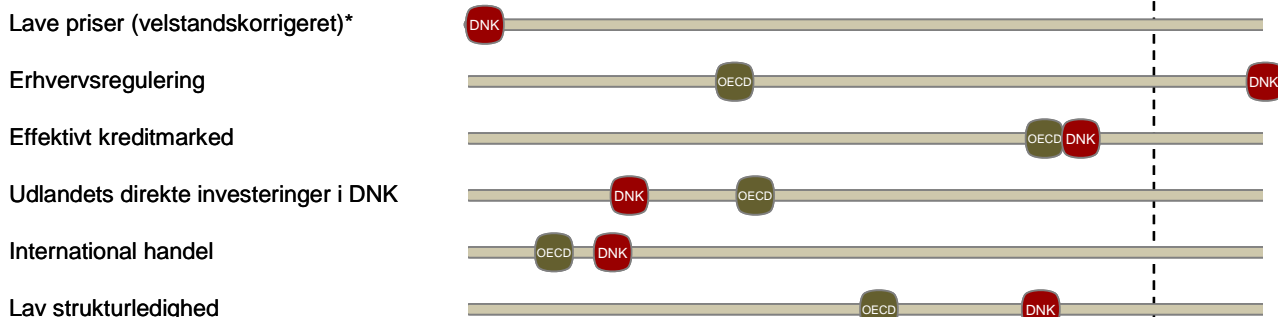 Lave priser (velstandskorrigeret)* DNK
Erhvervsregulering OECD DNK
Effektivt kreditmarked OECD DNK
Udlandets direkte investeringer i DNK DNK OECD
International handel OECD DNK
Lav strukturledighed OECD DNK